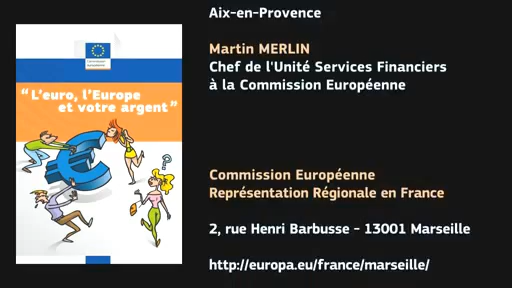 “L’euro, l’Europe
et votre argent”
Aix-en-Provence
Martin MERLIN
Chef de l'Unité Services Financiers
à la Commission Européenne
Commission Européenne
Représentation Régionale en France
2, rue Henri Barbusse - 13001 Marseille
http://europa.eu/france/marseille/